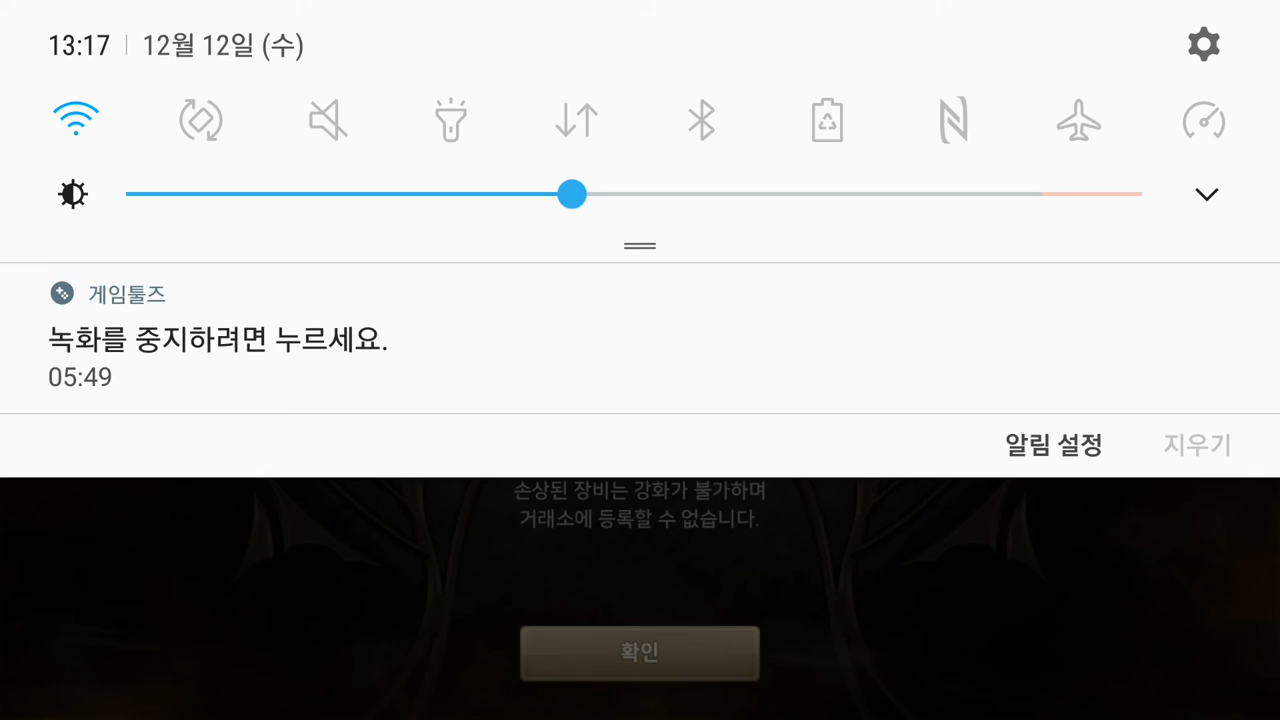 13:17 | 12월 12일 (수)
게임툴즈
녹화를 중지하려면 누르세요.
05:49
알림 설정 지우기
손상된 장비는 강화가 불가하며
거래소에 등록할 수 없습니다.
확인